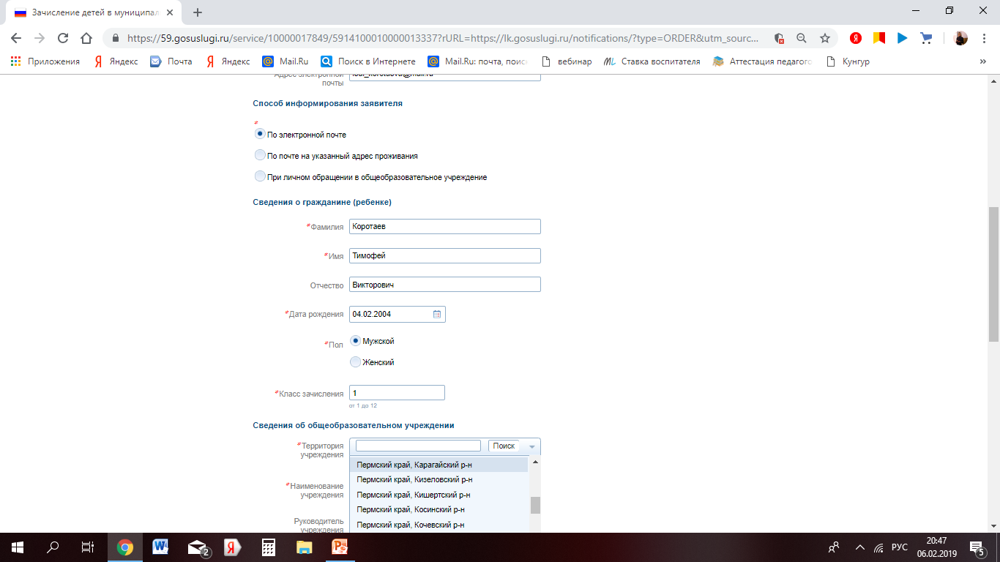 Зачисление детей в муниципал
https://59.gosuslugi.ru/service/10000017849/5914100010000013337?rURL=https://lk.gosuslugi.ru/notifications/?type=ORDER&utm_sourc...
Приложения Яндекс Почта Яндекс Mail.Ru Поиск в Интернете Mail.Ru: почта, поиск вебинар Ставка воспитателя Аттестация педагого Кунгур »
Адрес электронной
почты
Способ информирования заявителя
*
По электронной почте
По почте на указанный адрес проживания
При личном обращении в общеобразовательное учреждение
Сведения о гражданине (ребенке)
*Фамилия Коротаев
*Имя Тимофей
Отчество Викторович
*Дата рождения 04.02.2004
*Пол Мужской
Женский
*Класс зачисления 1
от 1 до 12
Сведения об общеобразовательном учреждении
*Территория
учреждения
Поиск
Пермский край, Карагайский р-н
Пермский край, Кизеловский р-н
Пермский край, Кишертский р-н
Пермский край, Косинский р-н
Пермский край, Кочевский р-н
*Наименование
учреждения
Руководитель
учреждения
2 РУС 20:47
06.02.2019 5